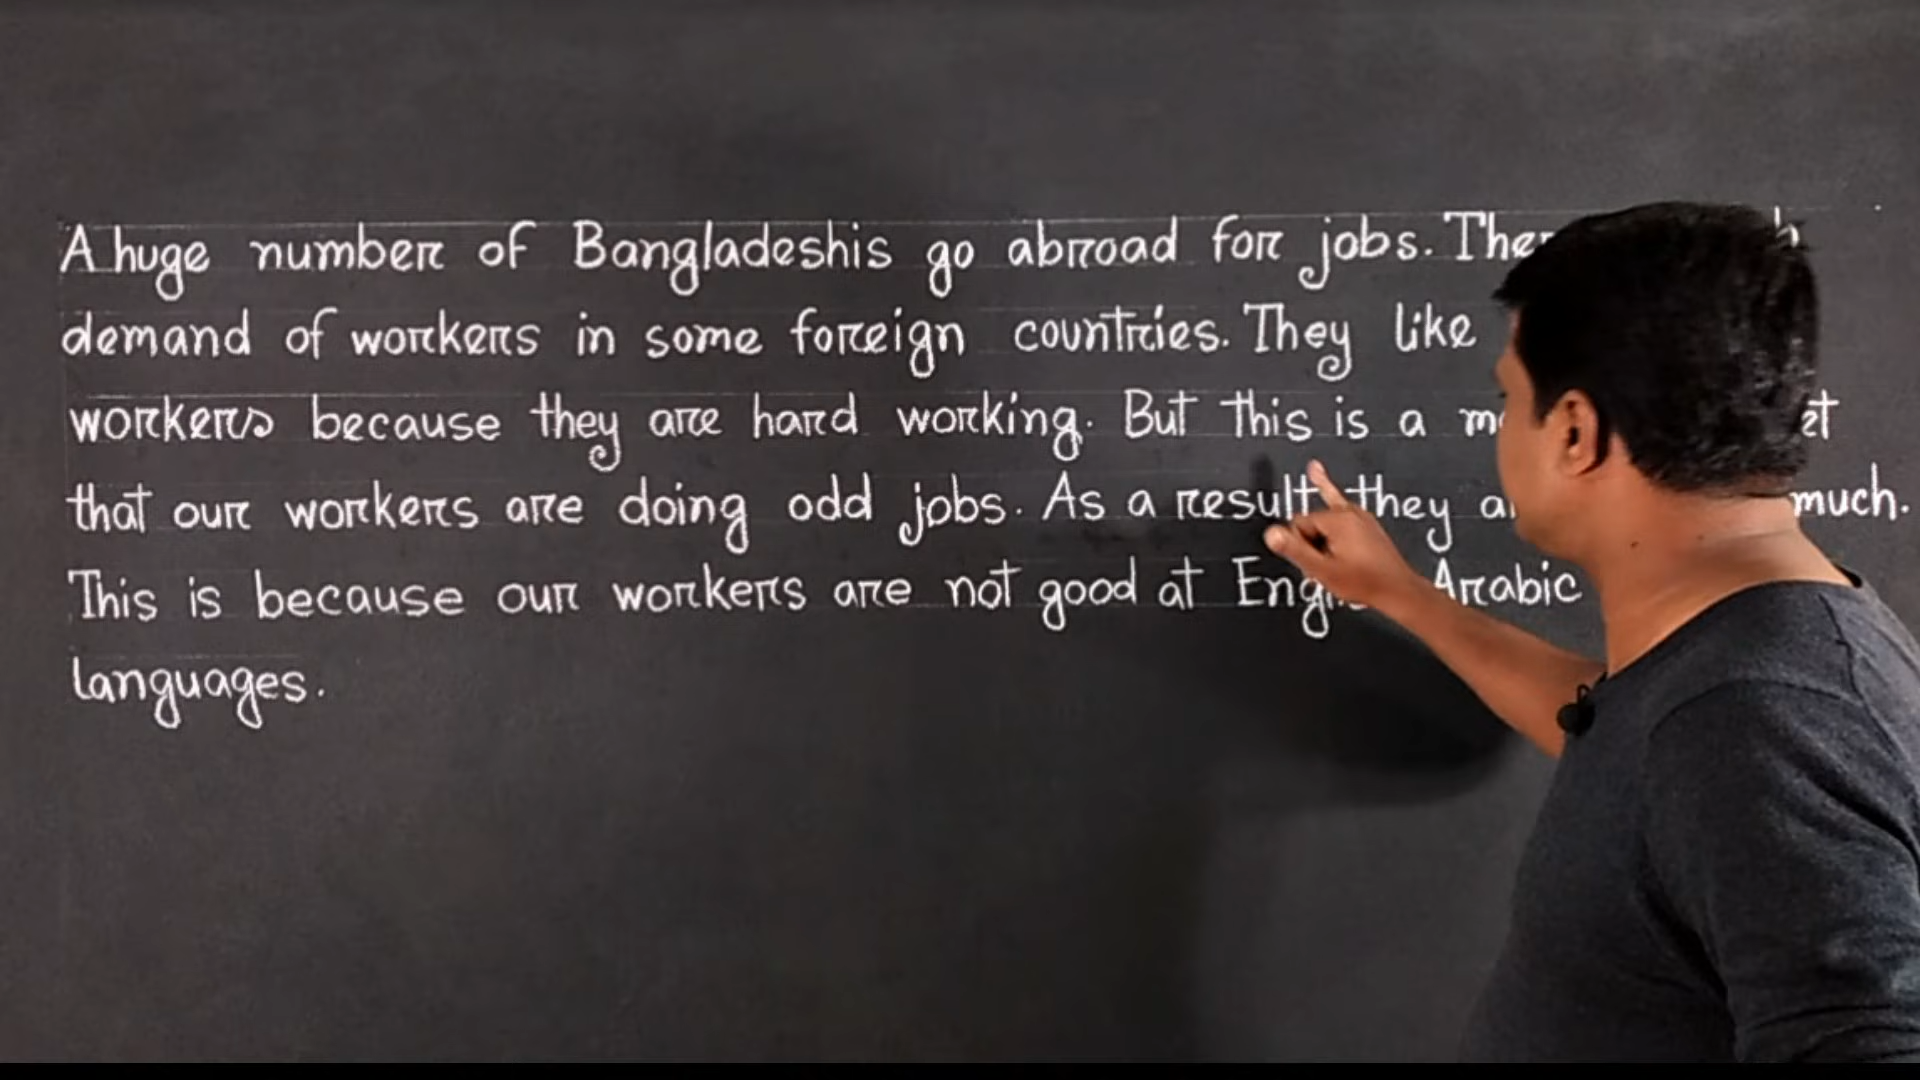 A huge number of Bangladeshis go abroad for jobs.
demand of workers in some foreign countries. They like
workers because they are hard working. But this is a
that our workers are doing odd jobs. As a result they much.
This is because our workers are not good at Arabic
languages.